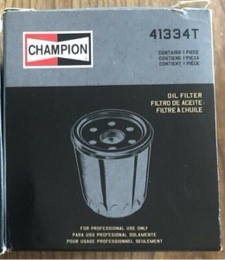 CHAMPION
41334T
CONTAINS 1 PIECE
CONTIENE 1 PIEZA
CONTIENT 1 PIÈCE
OIL FILTER
FILTRO DE ACEITE
FILTRE À L'HUILE
FOR PROFESSIONAL USE ONLY
PARA USO PROFESIONAL SOLAMENTE
POUR USAGE PROFESSIONNEL SEULEMENT